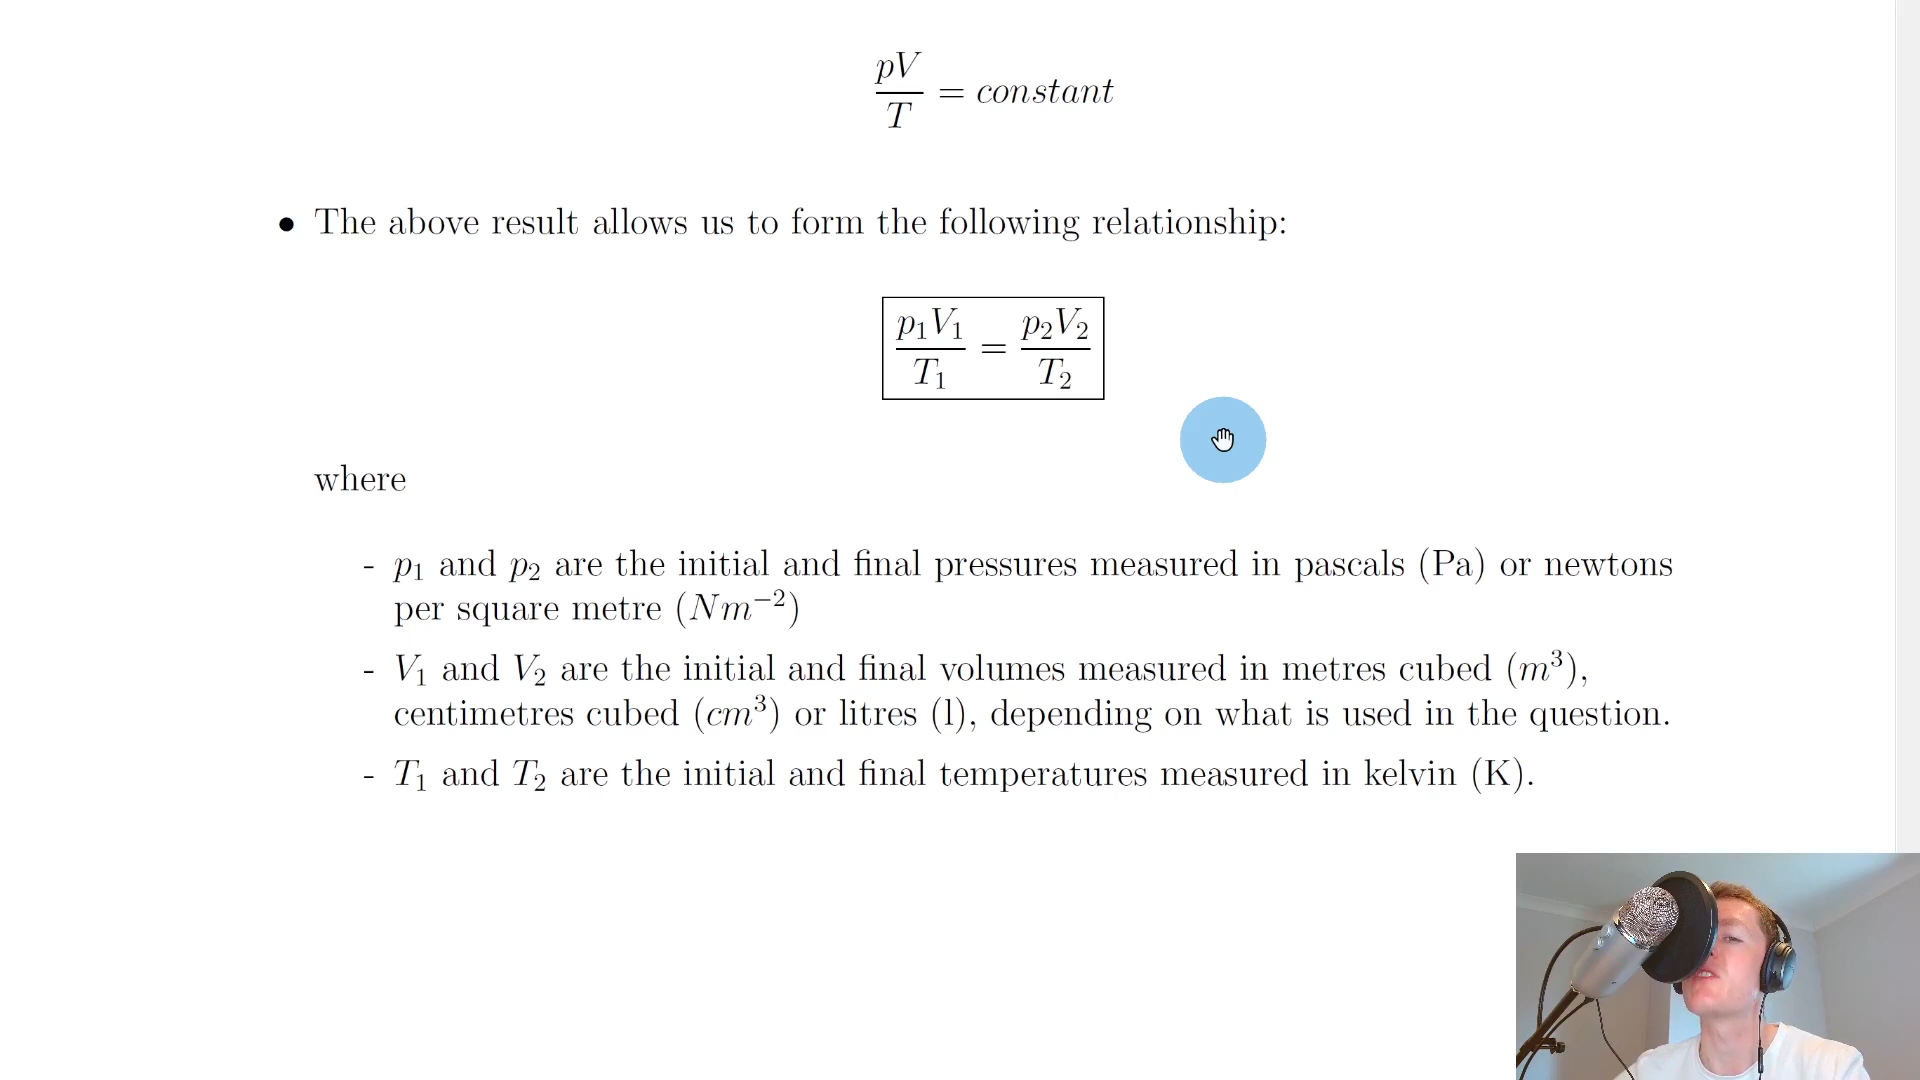 pV/T = constant
• The above result allows us to form the following relationship:
p₁V₁/T₁ = p₂V₂/T₂
where
- p₁ and p₂ are the initial and final pressures measured in pascals (Pa) or newtons
per square metre (Nm⁻²)
- V₁ and V₂ are the initial and final volumes measured in metres cubed (m³),
centimetres cubed (cm³) or litres (l), depending on what is used in the question.
- T₁ and T₂ are the initial and final temperatures measured in kelvin (K).